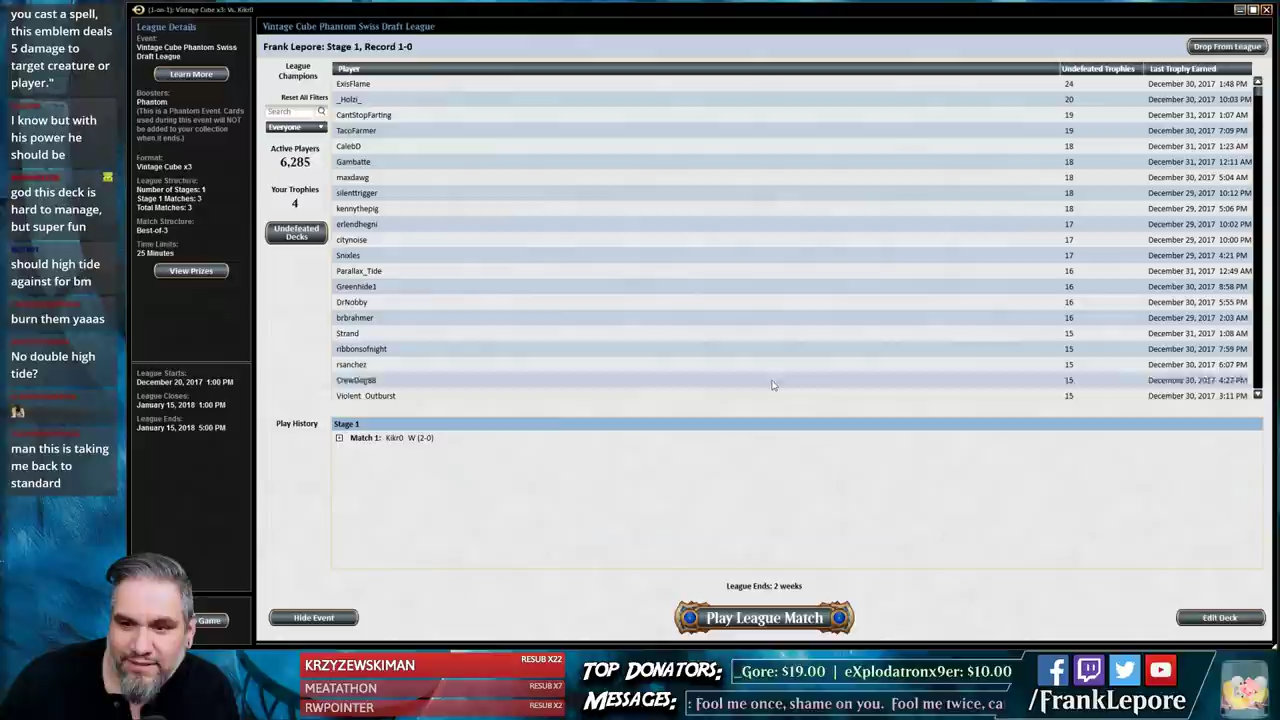 you cast a spell,
this emblem deals
5 damage to
target creature or
player."
I know but with
his power he
should be
god this deck is
hard to manage,
but super fun
should high tide
against for bm
burn them yaaas
No double high
tide?
man this is taking
me back to
standard
(1-on-1): Vintage Cube x3: Vs. Kikr0
League Details
Event:
Vintage Cube Phantom Swiss
Draft League
Learn More
Boosters:
Phantom
(This is a Phantom Event. Cards
used during this event will NOT
be added to your collection
when it ends.)
Format:
Vintage Cube x3
League Structure:
Number of Stages: 1
Stage 1 Matches: 3
Total Matches: 3
Match Structure:
Best-of-3
Time Limits:
25 Minutes
View Prizes
League Starts:
December 20, 2017 1:00 PM
League Closes:
January 15, 2018 1:00 PM
League Ends:
January 15, 2018 5:00 PM
Game
Vintage Cube Phantom Swiss Draft League
Frank Lepore: Stage 1, Record 1-0
Drop From League
League
Champions
Reset All Filters
Search
Everyone
Active Players
6,285
Your Trophies
4
Undefeated
Decks
Player Undefeated Trophies Last Trophy Earned
ExisFlame 24 December 30, 2017 1:48 PM
_Holzi_ 20 December 30, 2017 10:03 PM
CantStopFarting 19 December 31, 2017 1:07 AM
TacoFarmer 19 December 30, 2017 7:09 PM
CalebD 18 December 31, 2017 1:23 AM
Gambatte 18 December 31, 2017 12:11 AM
maxdawg 18 December 30, 2017 5:04 AM
silenttrigger 18 December 29, 2017 10:12 PM
kennythepig 18 December 29, 2017 5:06 PM
erlendhegni 17 December 29, 2017 10:02 PM
citynoise 17 December 29, 2017 10:00 PM
Snixles 17 December 29, 2017 4:21 PM
Parallax_Tide 16 December 31, 2017 12:49 AM
Greenhide1 16 December 30, 2017 8:58 PM
DrNobby 16 December 30, 2017 5:55 PM
brbrahmer 16 December 29, 2017 2:03 AM
Strand 15 December 31, 2017 1:08 AM
ribbonsofnight 15 December 30, 2017 7:59 PM
rsanchez 15 December 30, 2017 6:07 PM
15 December 30, 2017 4:27 PM
Violent_Outburst 15 December 30, 2017 3:11 PM
Play History
Stage 1
Match 1: Kikr0 W (2-0)
League Ends: 2 weeks
Hide Event
Play League Match
Edit Deck
KRZYZEWSKIMAN RESUB X22
MEATATHON RESUB X7
RWPOINTER RESUB X2
TOP DONATORS: _Gore: $19.00 | eXplodatronx9er: $10.00
MESSAGES: : Fool me once, shame on you. Fool me twice, ca
/FrankLepore